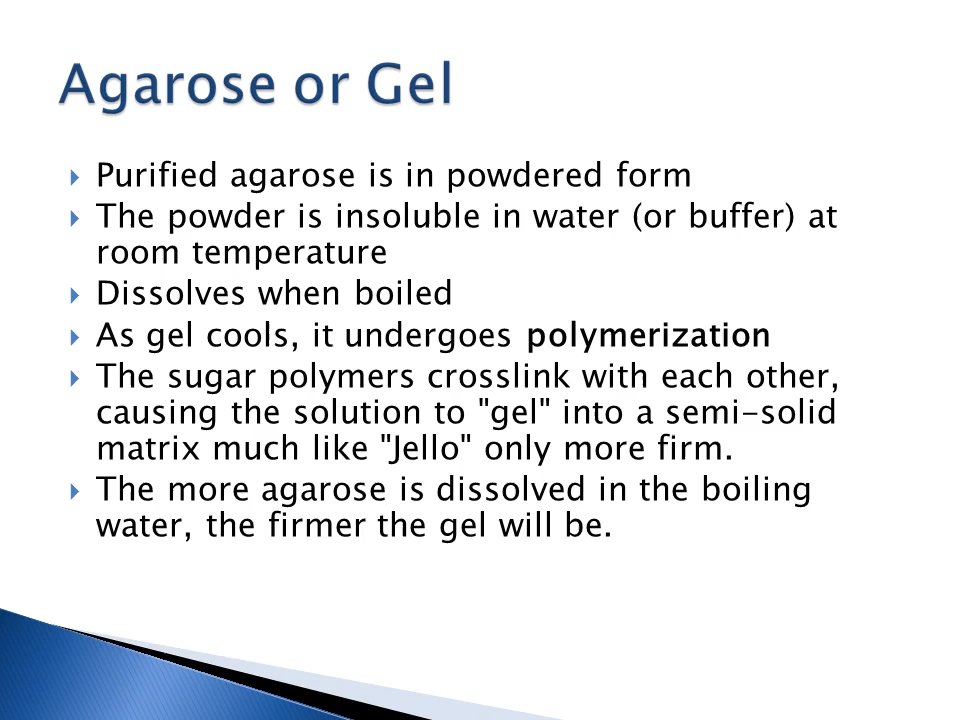 Agarose or Gel
Purified agarose is in powdered form
The powder is insoluble in water (or buffer) at
room temperature
Dissolves when boiled
As gel cools, it undergoes polymerization
The sugar polymers crosslink with each other,
causing the solution to "gel" into a semi-solid
matrix much like "Jello" only more firm.
The more agarose is dissolved in the boiling
water, the firmer the gel will be.